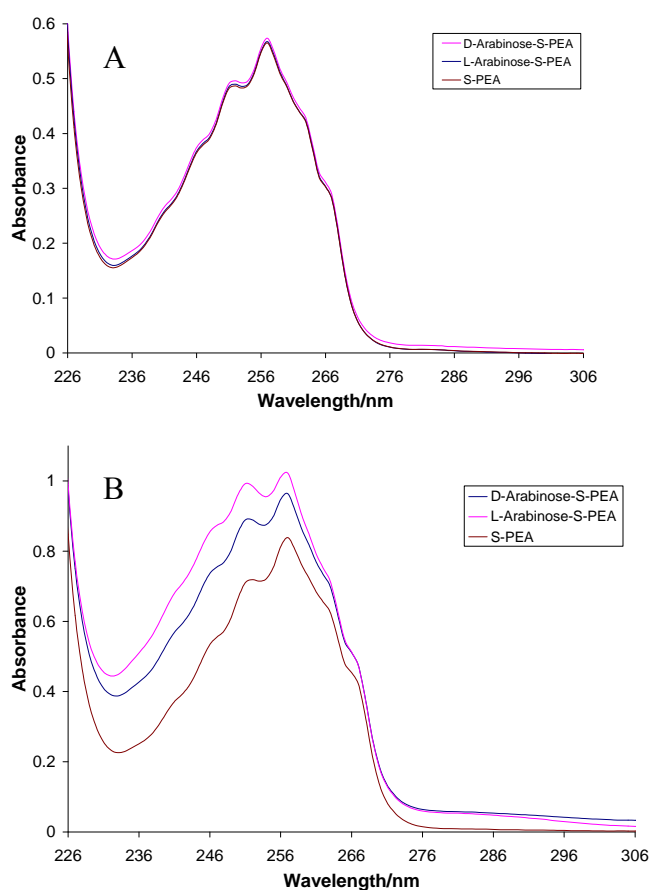 A
D-Arabinose-S-PEA
L-Arabinose-S-PEA
S-PEA
Absorbance
0.6
0.5
0.4
0.3
0.2
0.1
0
226 236 246 256 266 276 286 296 306
Wavelength/nm
B
D-Arabinose-S-PEA
L-Arabinose-S-PEA
S-PEA
Absorbance
1
0.8
0.6
0.4
0.2
0
226 236 246 256 266 276 286 296 306
Wavelength/nm